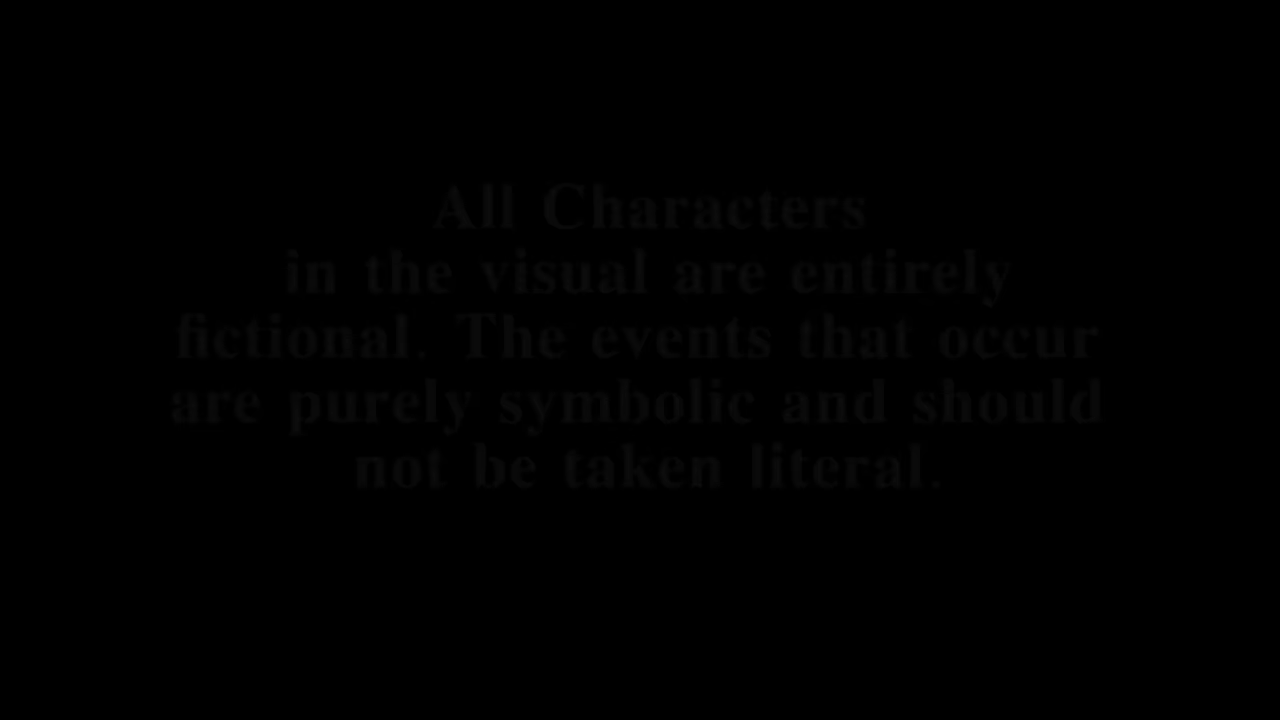 All Characters
in the visual are entirely
fictional. The events that occur
are purely symbolic and should
not be taken literal.